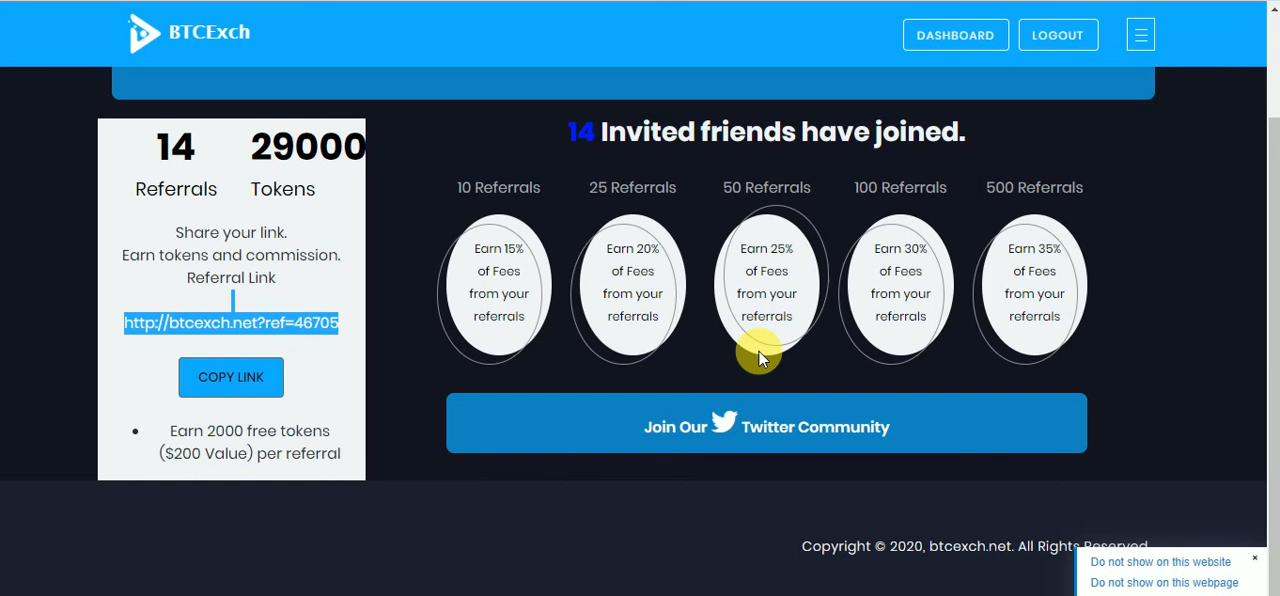 BTCExch
DASHBOARD
LOGOUT
14
Referrals
29000
Tokens
Share your link.
Earn tokens and commission.
Referral Link
http://btcexch.net?ref=46705
COPY LINK
Earn 2000 free tokens
($200 Value) per referral
14 Invited friends have joined.
10 Referrals
Earn 15%
of Fees
from your
referrals
25 Referrals
Earn 20%
of Fees
from your
referrals
50 Referrals
Earn 25%
of Fees
from your
referrals
100 Referrals
Earn 30%
of Fees
from your
referrals
500 Referrals
Earn 35%
of Fees
from your
referrals
Join Our Twitter Community
Copyright © 2020, btcexch.net. All Rights Reserved.
Do not show on this website
Do not show on this webpage